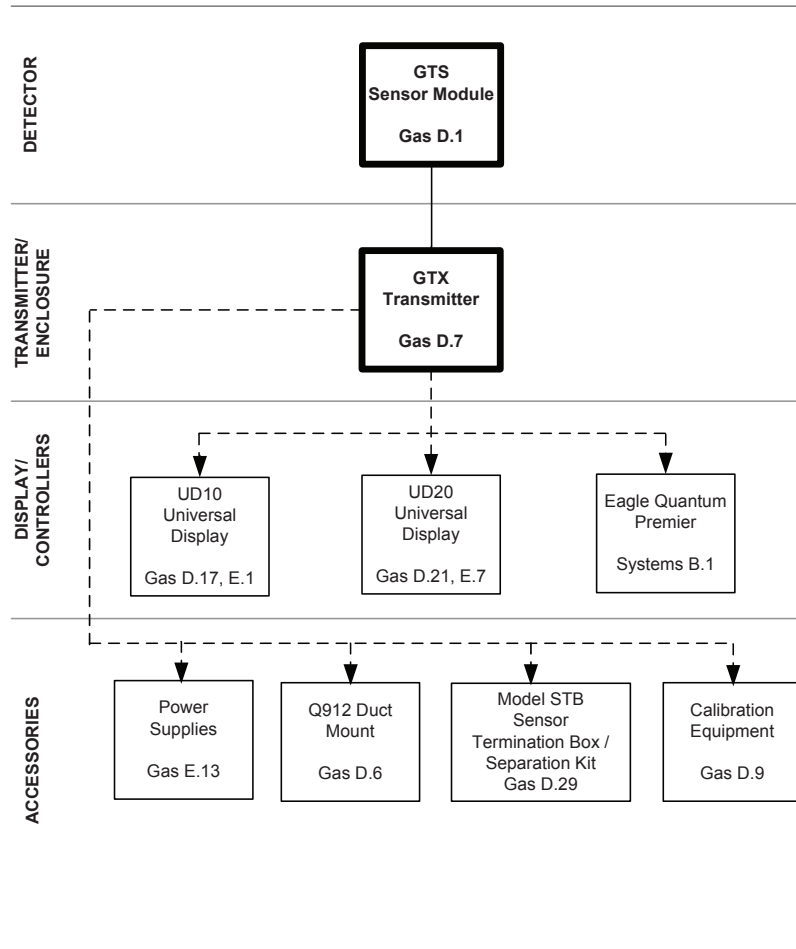 DETECTOR
GTS
Sensor Module
Gas D.1
TRANSMITTER/
ENCLOSURE
GTX
Transmitter
Gas D.7
DISPLAY/
CONTROLLERS
UD10
Universal
Display
Gas D.17, E.1
UD20
Universal
Display
Gas D.21, E.7
Eagle Quantum
Premier
Systems B.1
ACCESSORIES
Power
Supplies
Gas E.13
Q912 Duct
Mount
Gas D.6
Model STB
Sensor
Termination Box /
Separation Kit
Gas D.29
Calibration
Equipment
Gas D.9